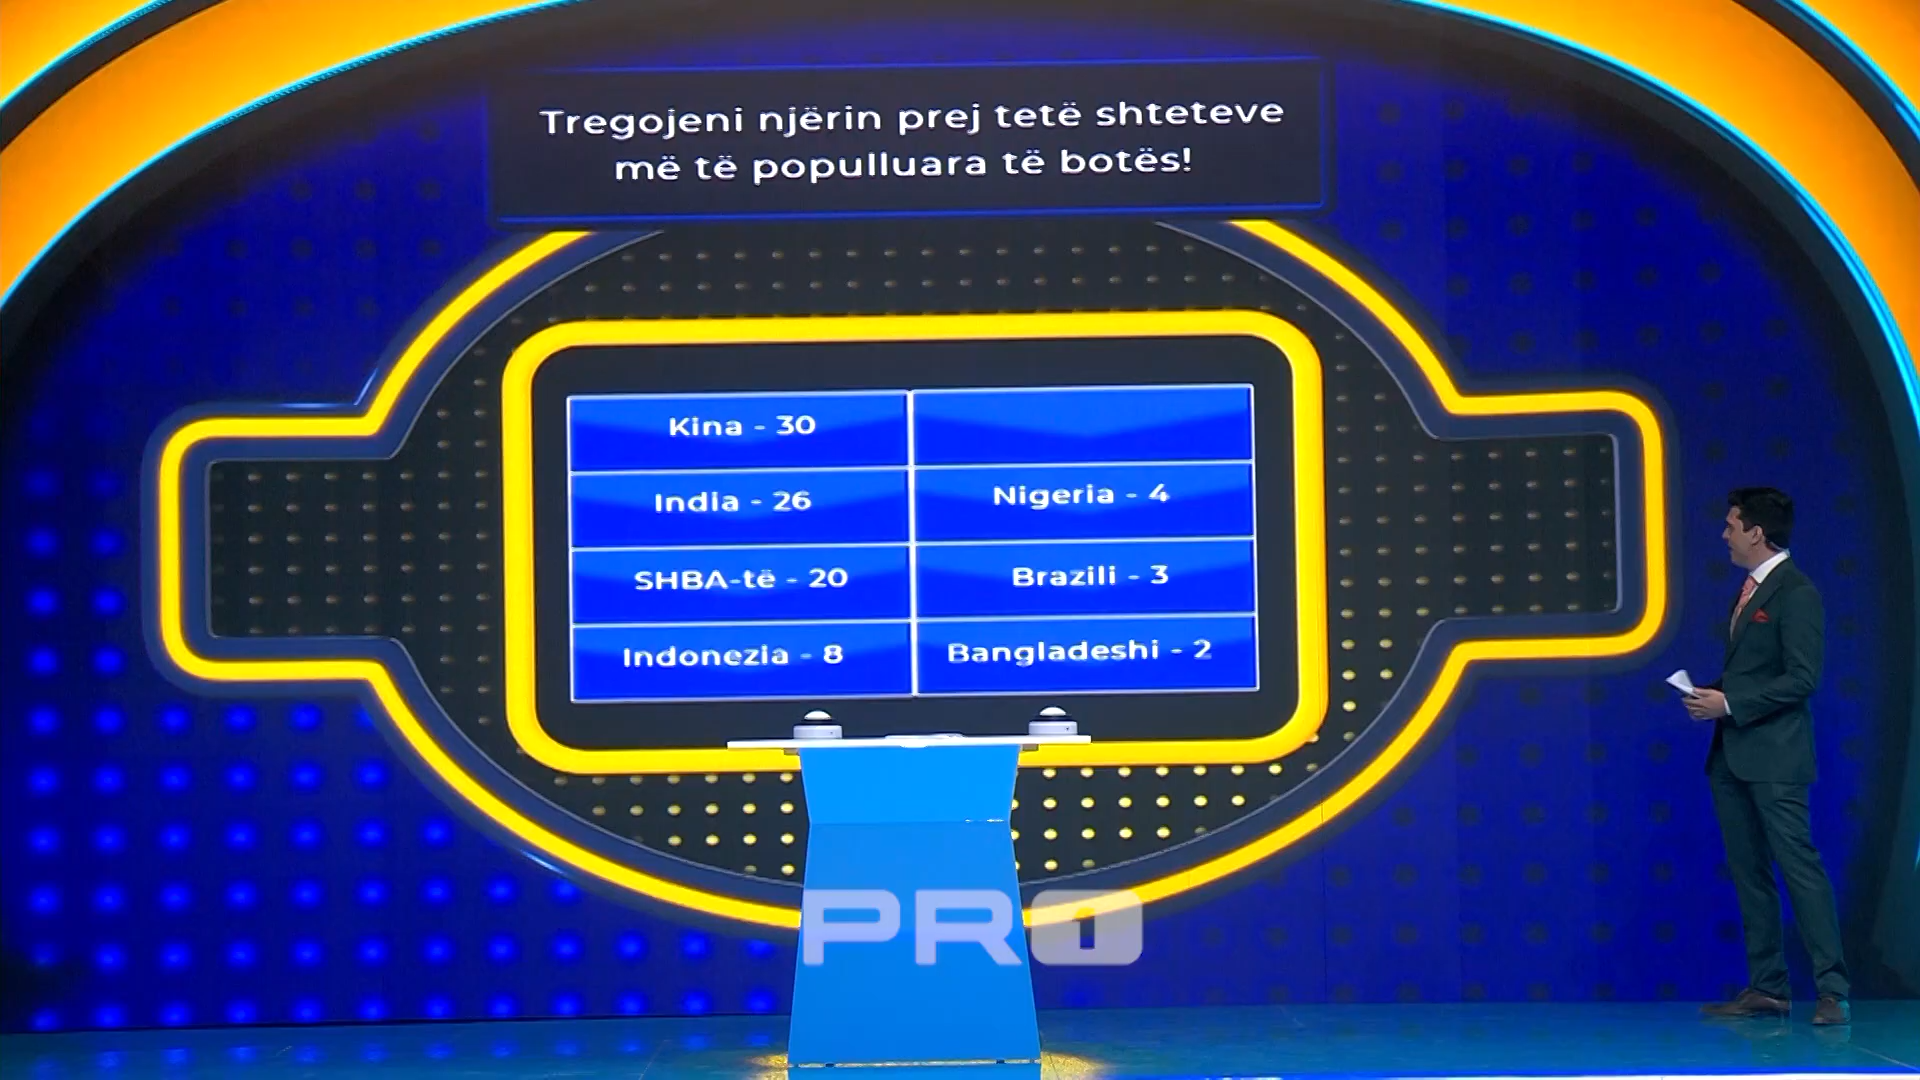 Tregojeni njërin prej tetë shteteve
më të populluara të botës!
Kina - 30
India - 26
SHBA-të - 20
Indonezia - 8
Nigeria - 4
Brazili - 3
Bangladeshi - 2
PRO1